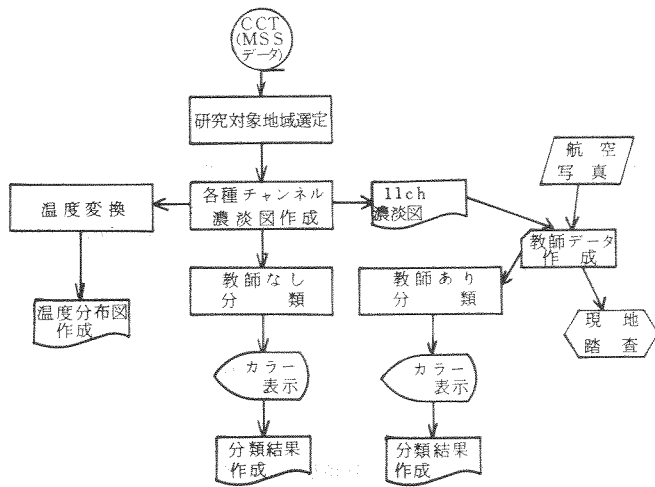 CCT
(MSS
データ)
研究対象地域選定
各種チャンネル
濃淡図作成
温度変換
温度分布図
作成
11ch
濃淡図
航空
写真
教師データ
作成
現地
踏査
教師なし
分類
教師あり
分類
カラー
表示
カラー
表示
分類結果
作成
分類結果
作成